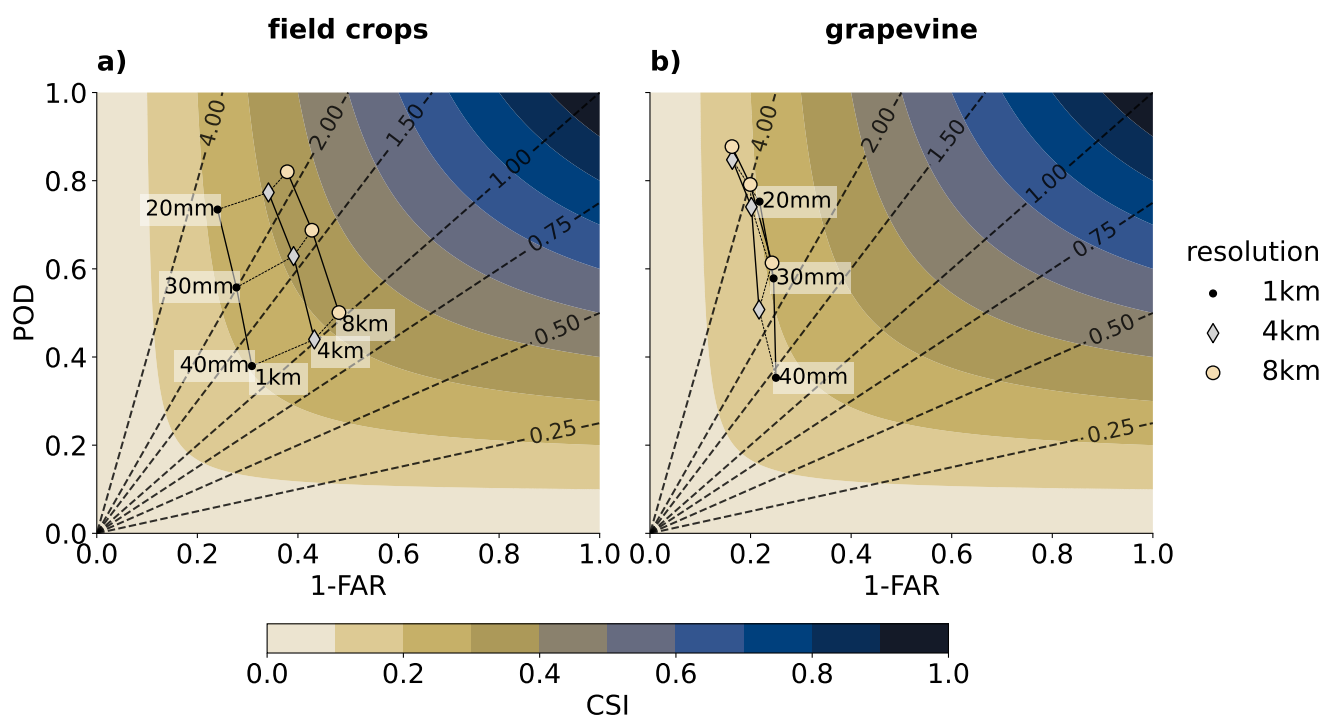 field crops
grapevine
a)
b)
1.0
0.8
0.6
0.4
0.2
0.0
POD
4.00
2.00
1.50
1.00
0.75
0.50
0.25
20mm
30mm
40mm
1km
4km
8km
0.0 0.2 0.4 0.6 0.8 1.0
1-FAR
4.00
2.00
1.50
1.00
0.75
0.50
0.25
20mm
30mm
40mm
0.0 0.2 0.4 0.6 0.8 1.0
1-FAR
resolution
1km
4km
8km
0.0 0.2 0.4 0.6 0.8 1.0
CSI